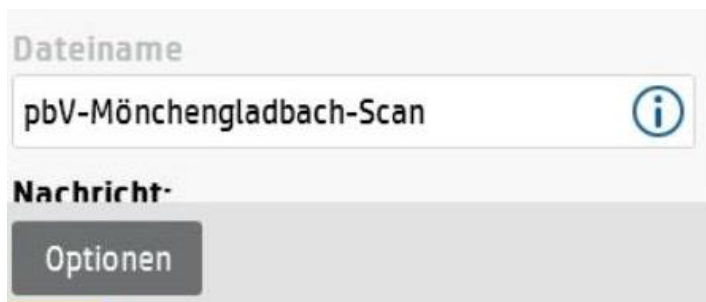 Dateiname
pbV-Mönchengladbach-Scan
Nachricht:
Optionen